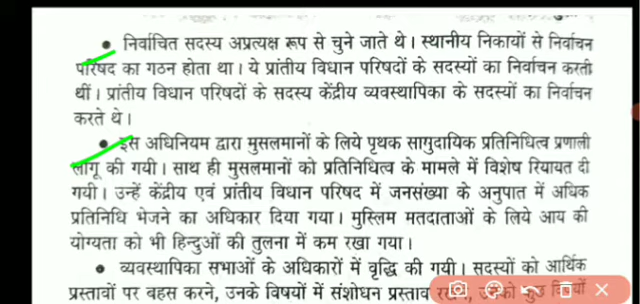 • निर्वाचित सदस्य अप्रत्यक्ष रूप से चुने जाते थे। स्थानीय निकायों से निर्वाचन
परिषद का गठन होता था। ये प्रांतीय विधान परिषदों के सदस्यों का निर्वाचन करती
थीं। प्रांतीय विधान परिषदों के सदस्य केंद्रीय व्यवस्थापिका के सदस्यों का निर्वाचन
करते थे।
• इस अधिनियम द्वारा मुसलमानों के लिये पृथक सामुदायिक प्रतिनिधित्व प्रणाली
लागू की गयी। साथ ही मुसलमानों को प्रतिनिधित्व के मामले में विशेष रियायत दी
गयी। उन्हें केंद्रीय एवं प्रांतीय विधान परिषद में जनसंख्या के अनुपात में अधिक
प्रतिनिधि भेजने का अधिकार दिया गया। मुस्लिम मतदाताओं के लिये आय की
योग्यता को भी हिन्दुओं की तुलना में कम रखा गया।
• व्यवस्थापिका सभाओं के अधिकारों में वृद्धि की गयी। सदस्यों को आर्थिक
प्रस्तावों पर बहस करने, उनके विषयों में संशोधन प्रस्ताव रखने, उनको कुछ विषयों